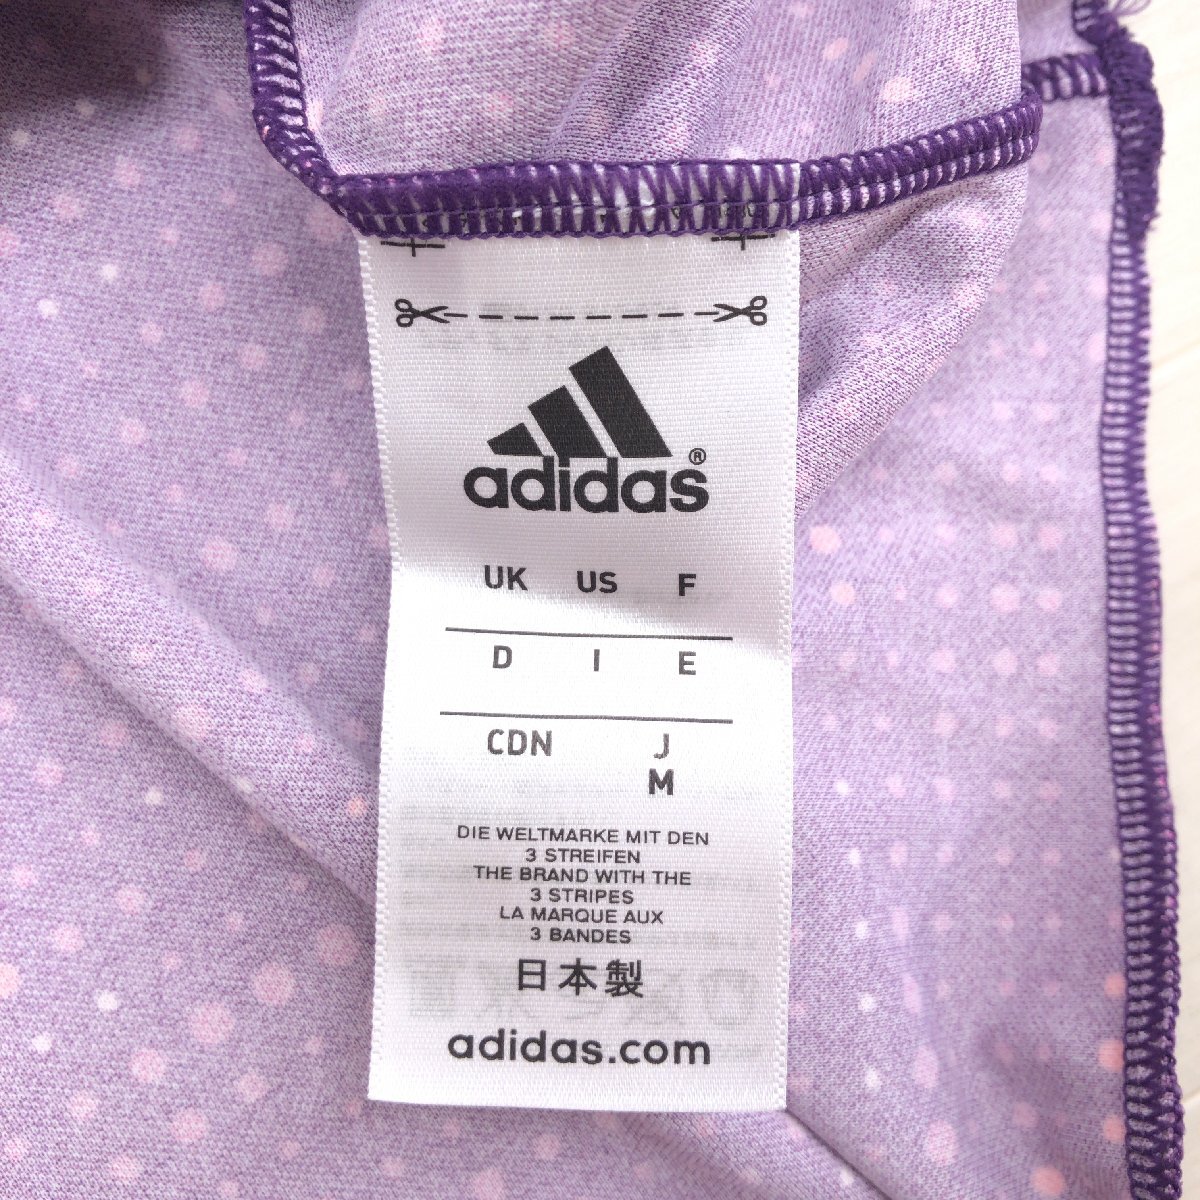 adidas®
UK US F
D I E
CDN J
M
DIE WELTMARKE MIT DEN
3 STREIFEN
THE BRAND WITH THE
3 STRIPES
LA MARQUE AUX
3 BANDES
日本製
adidas.com